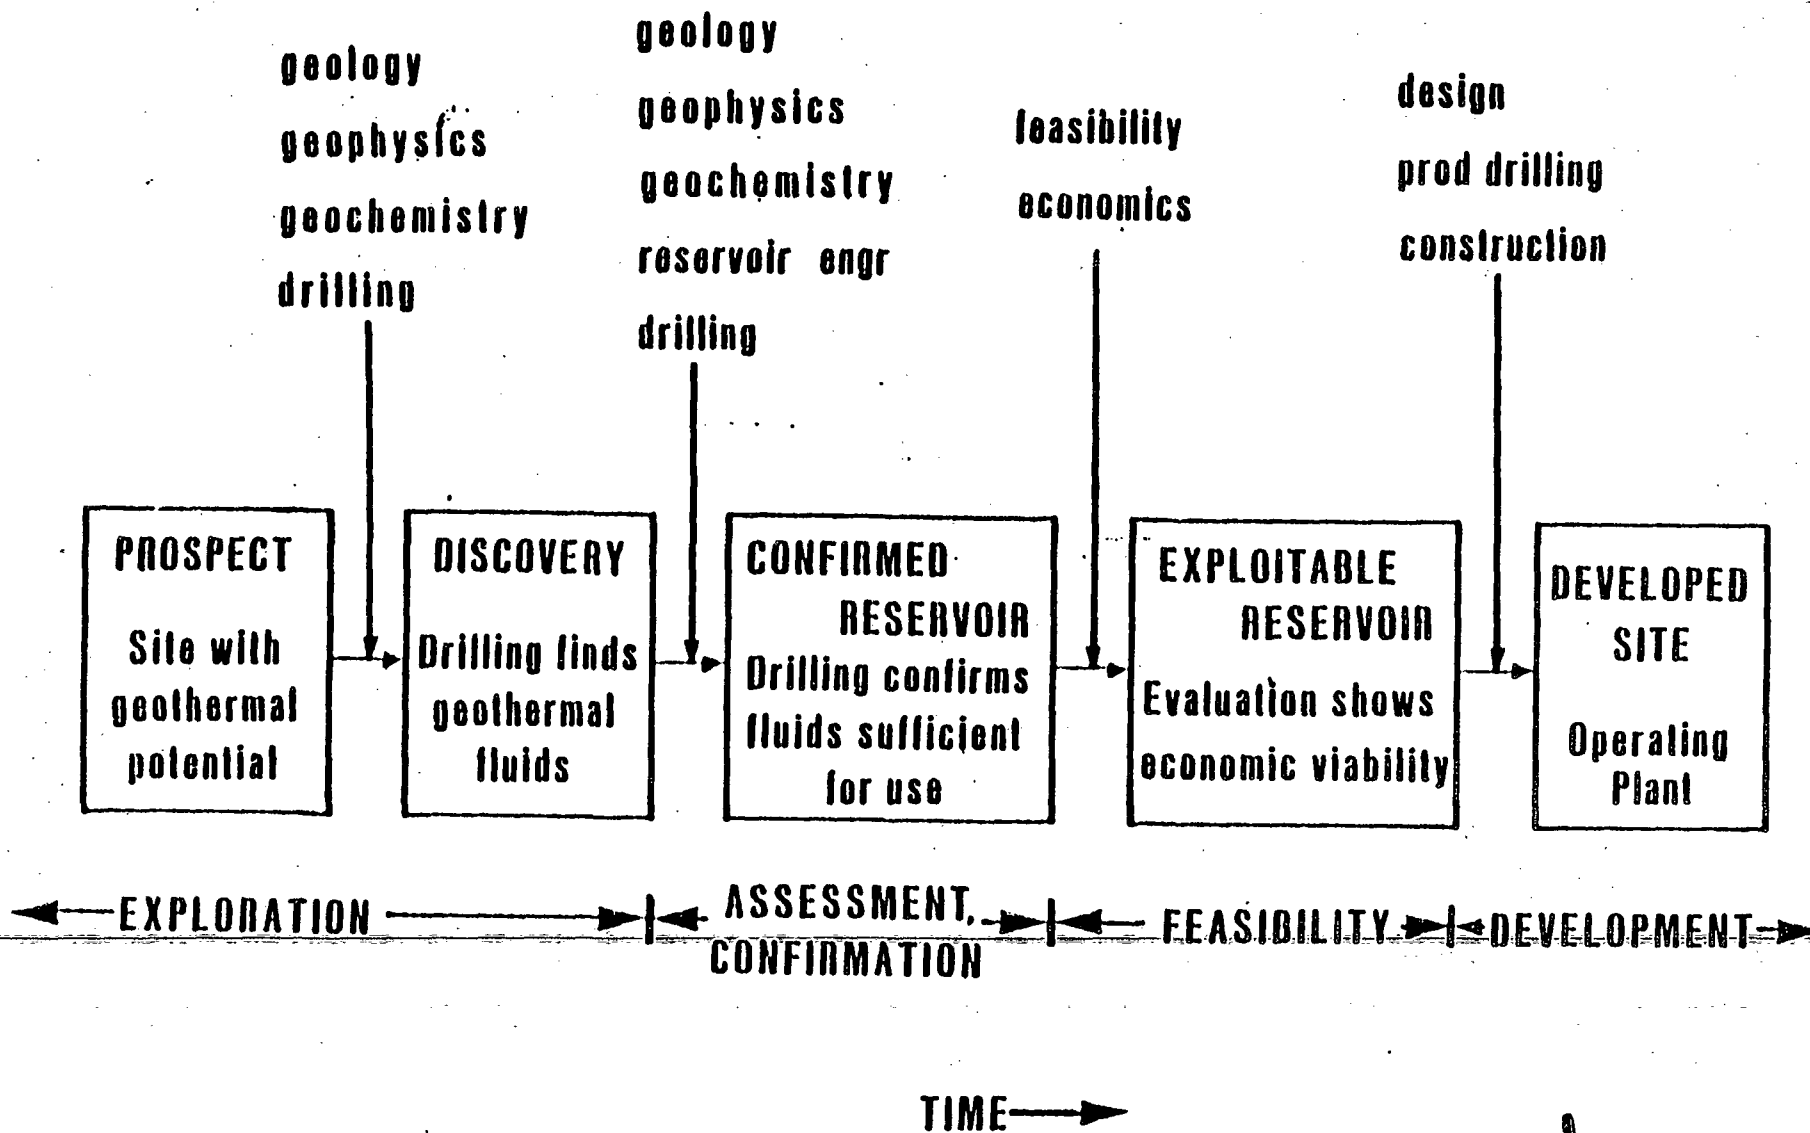 geology
geophysics
geochemistry
drilling
geology
geophysics
geochemistry
reservoir engr
drilling
feasibility
economics
design
prod drilling
construction
PROSPECT
Site with
geothermal
potential
DISCOVERY
Drilling finds
geothermal
fluids
CONFIRMED
RESERVOIR
Drilling confirms
fluids sufficient
for use
EXPLOITABLE
RESERVOIR
Evaluation shows
economic viability
DEVELOPED
SITE
Operating
Plant
EXPLORATION
ASSESSMENT,
CONFIRMATION
FEASIBILITY
DEVELOPMENT
TIME